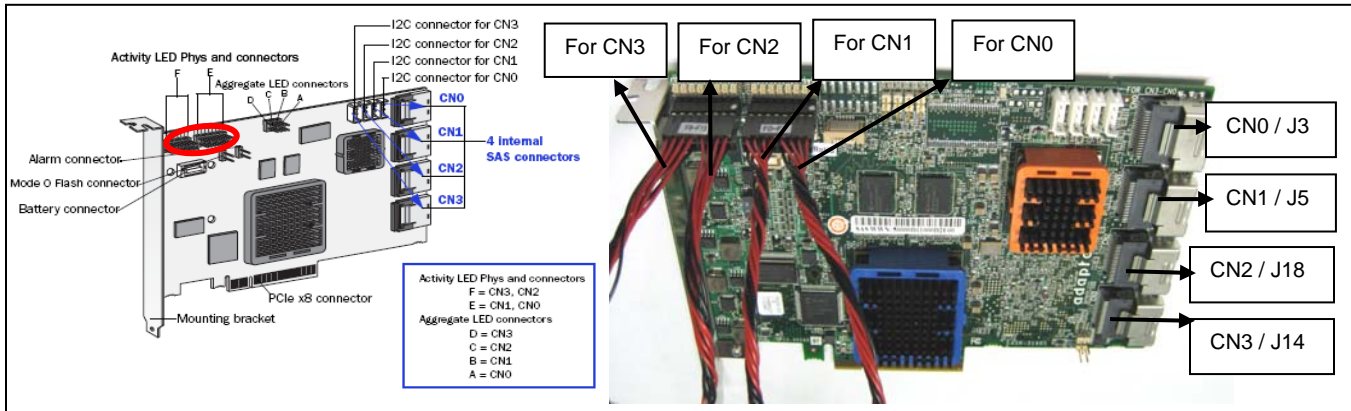 I2C connector for CN3
I2C connector for CN2
I2C connector for CN1
I2C connector for CN0
Activity LED Phys and connectors
F
E
Aggregate LED connectors
D
C
B
A
CN0
CN1
CN2
CN3
4 internal
SAS connectors
Alarm connector
Mode 0 Flash connector
Battery connector
PCIe x8 connector
Mounting bracket
Activity LED Phys and connectors
F = CN3, CN2
E = CN1, CN0
Aggregate LED connectors
D = CN3
C = CN2
B = CN1
A = CN0
For CN3
For CN2
For CN1
For CN0
FOR CN3-CN0
CN0 / J3
CN1 / J5
CN2 / J18
CN3 / J14